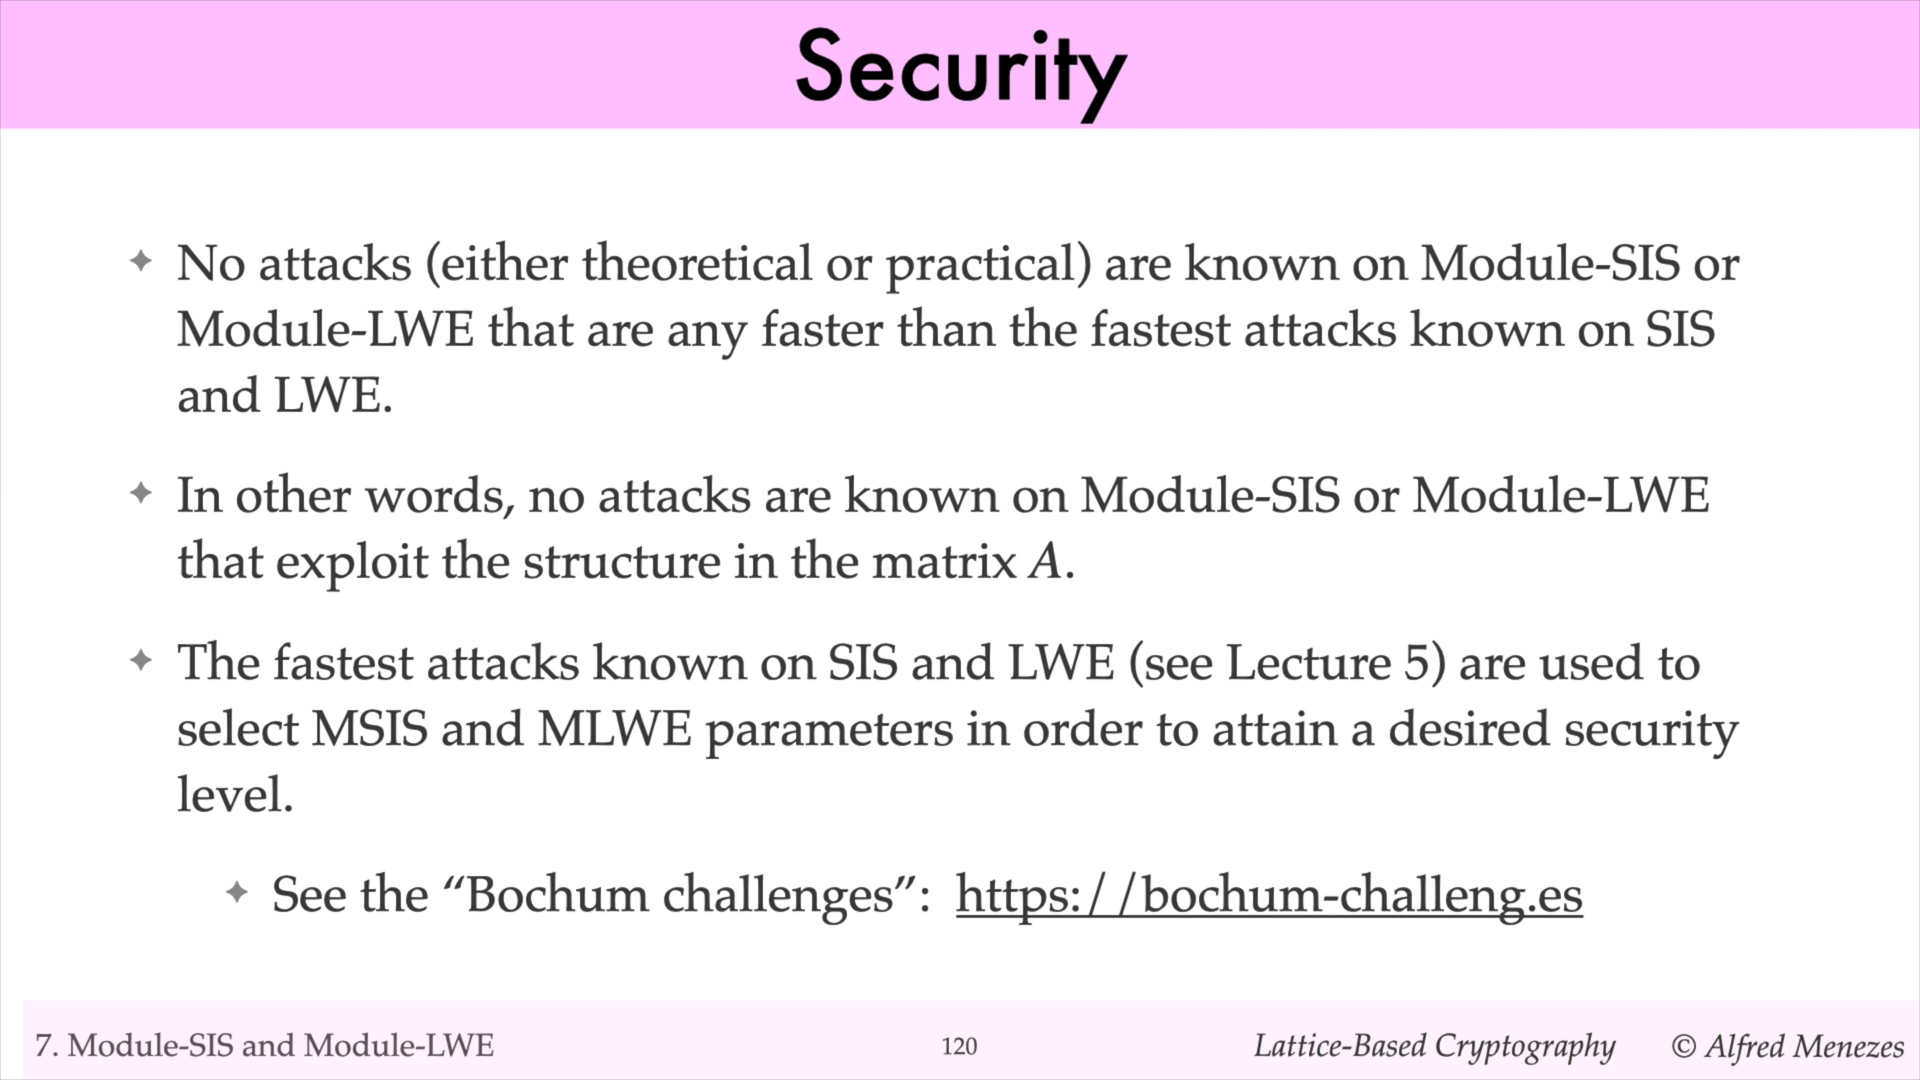 Security
✦ No attacks (either theoretical or practical) are known on Module-SIS or
Module-LWE that are any faster than the fastest attacks known on SIS
and LWE.
✦ In other words, no attacks are known on Module-SIS or Module-LWE
that exploit the structure in the matrix A.
✦ The fastest attacks known on SIS and LWE (see Lecture 5) are used to
select MSIS and MLWE parameters in order to attain a desired security
level.
✦ See the “Bochum challenges”: https://bochum-challeng.es
7. Module-SIS and Module-LWE 120 Lattice-Based Cryptography © Alfred Menezes